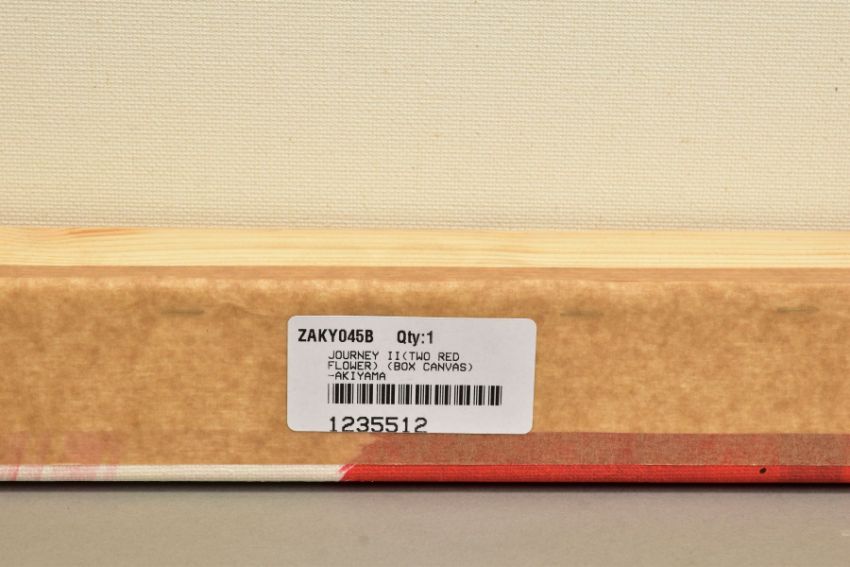 ZAKY045B Qty:1
JOURNEY II(TWO RED
FLOWER) (BOX CANVAS)
-AKIYAMA
1235512